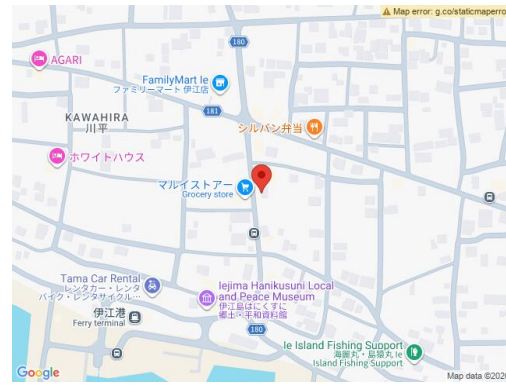 Map error: g.co/staticmaperro
180
AGARI
FamilyMart Ie
ファミリーマート 伊江店
181
KAWAHIRA
川平
シルバン弁当
ホワイトハウス
マルイストアー
Grocery store
Tama Car Rental
レンタカー・レンタ
バイク・レンタサイクル…
Iejima Hanikusuni Local
and Peace Museum
伊江島はにくすに
郷土・平和資料館
伊江港
Ferry terminal
180
Ie Island Fishing Support
海園丸・島猿丸 Ie
Island Fishing Support
Google
Map data ©2026